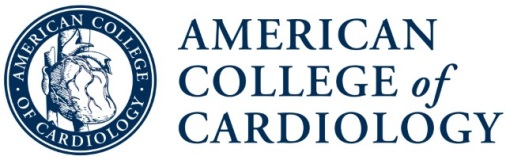 · AMERICAN COLLEGE ·
OF CARDIOLOGY
AMERICAN
COLLEGE of
CARDIOLOGY